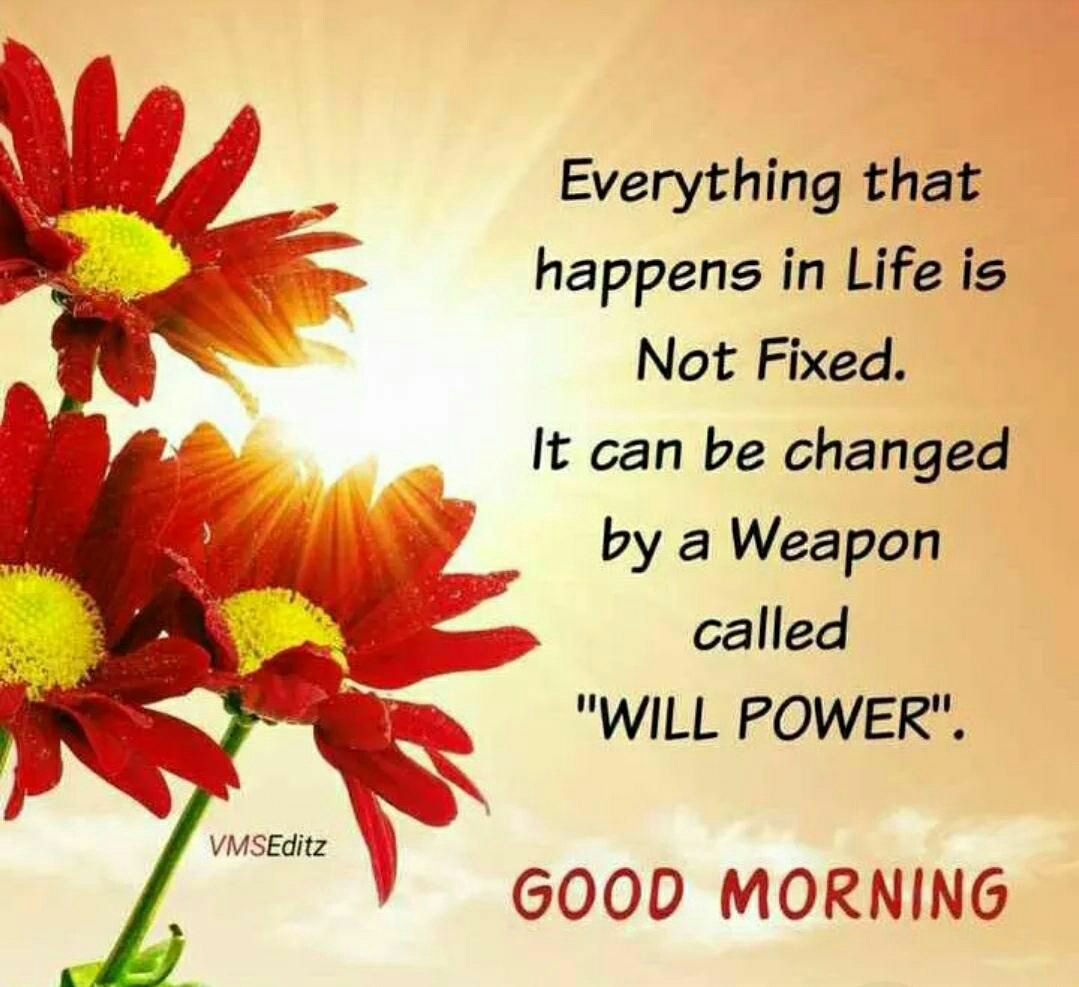 Everything that
happens in Life is
Not Fixed.
It can be changed
by a Weapon
called
"WILL POWER".
VMSEditz
GOOD MORNING